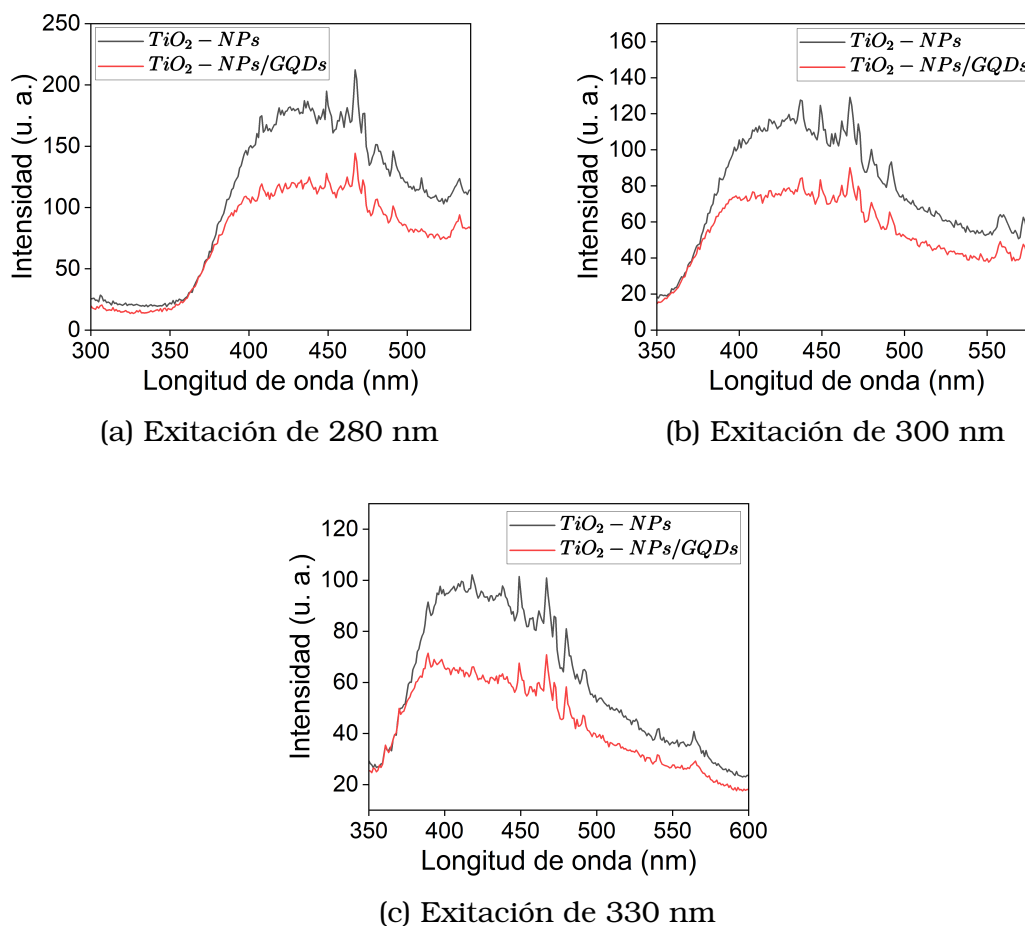 250
200
150
100
50
0
Intensidad (u. a.)
TiO₂ − NPs
TiO₂ − NPs/GQDs
300 350 400 450 500
Longitud de onda (nm)
(a) Exitación de 280 nm
160
140
120
100
80
60
40
20
0
Intensidad (u. a.)
TiO₂ − NPs
TiO₂ − NPs/GQDs
350 400 450 500 550
Longitud de onda (nm)
(b) Exitación de 300 nm
120
100
80
60
40
20
Intensidad (u. a.)
TiO₂ − NPs
TiO₂ − NPs/GQDs
350 400 450 500 550 600
Longitud de onda (nm)
(c) Exitación de 330 nm